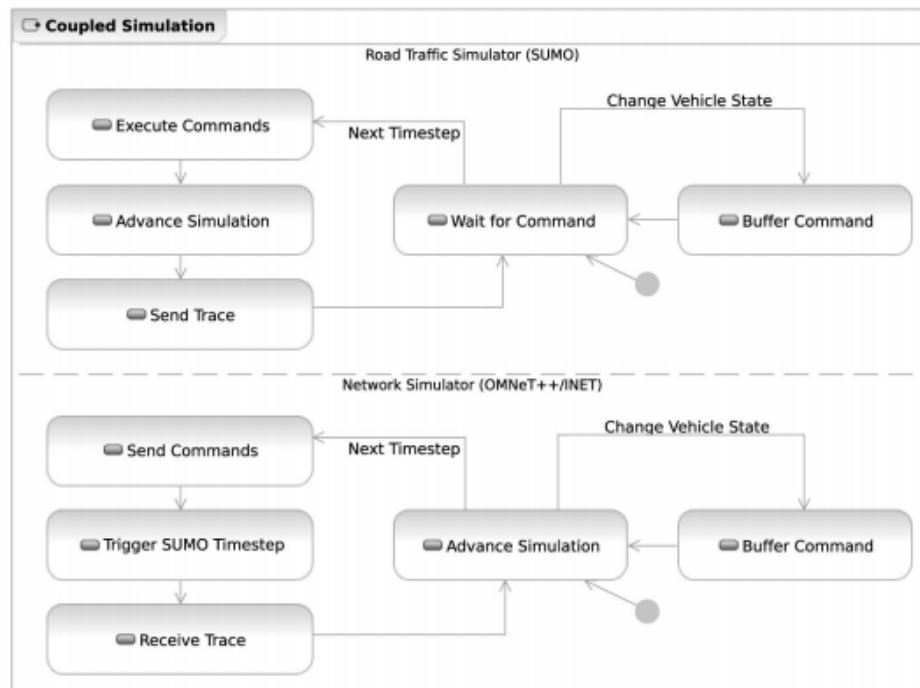 Coupled Simulation
Road Traffic Simulator (SUMO)
Change Vehicle State
Execute Commands
Next Timestep
Advance Simulation
Wait for Command
Buffer Command
Send Trace
Network Simulator (OMNeT++/INET)
Change Vehicle State
Send Commands
Next Timestep
Trigger SUMO Timestep
Advance Simulation
Buffer Command
Receive Trace